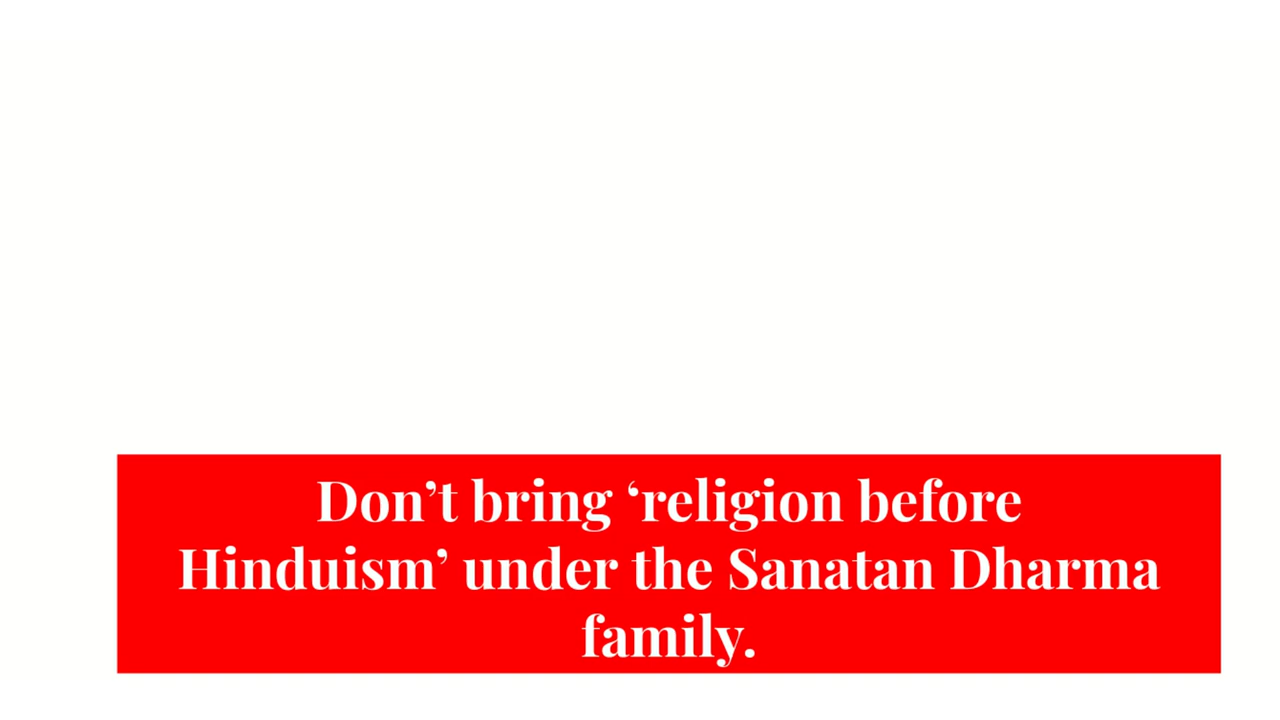 Don’t bring ‘religion before
Hinduism’ under the Sanatan Dharma
family.